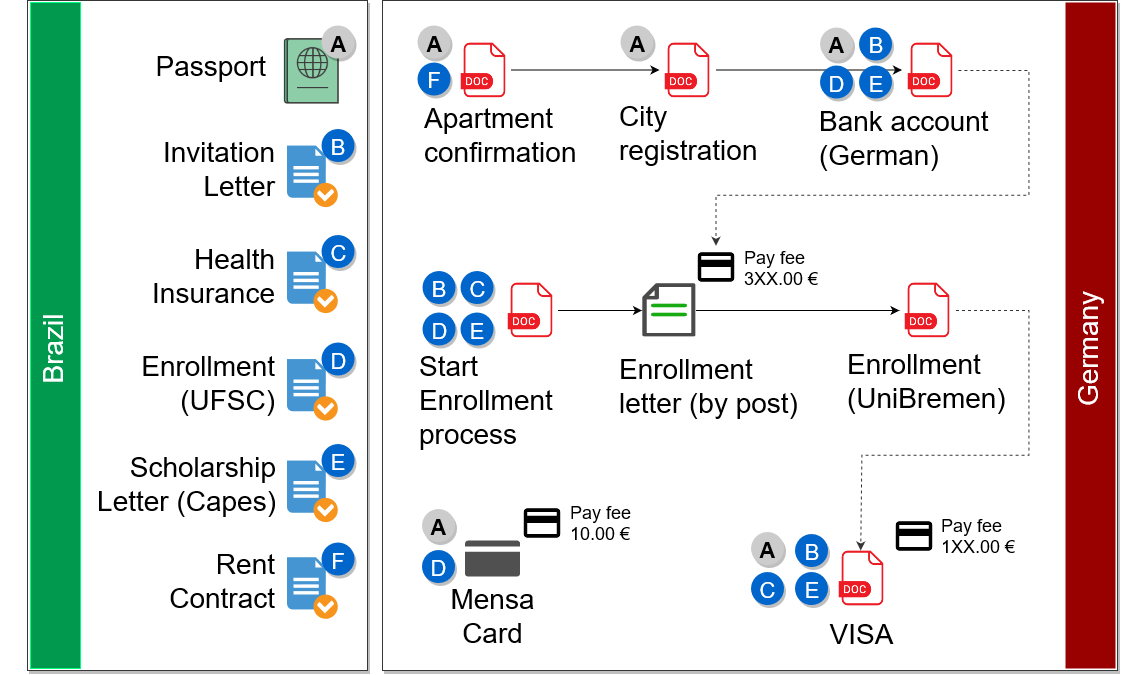 Brazil
Passport
A
Invitation
Letter
B
Health
Insurance
C
Enrollment
(UFSC)
D
Scholarship
Letter (Capes)
E
Rent
Contract
F
A
F
DOC
Apartment
confirmation
A
DOC
City
registration
A B
D E
DOC
Bank account
(German)
B C
D E
DOC
Start
Enrollment
process
Pay fee
3XX.00 €
Enrollment
letter (by post)
DOC
Enrollment
(UniBremen)
A
D
Pay fee
10.00 €
Mensa
Card
A B
C E
DOC
Pay fee
1XX.00 €
VISA
Germany